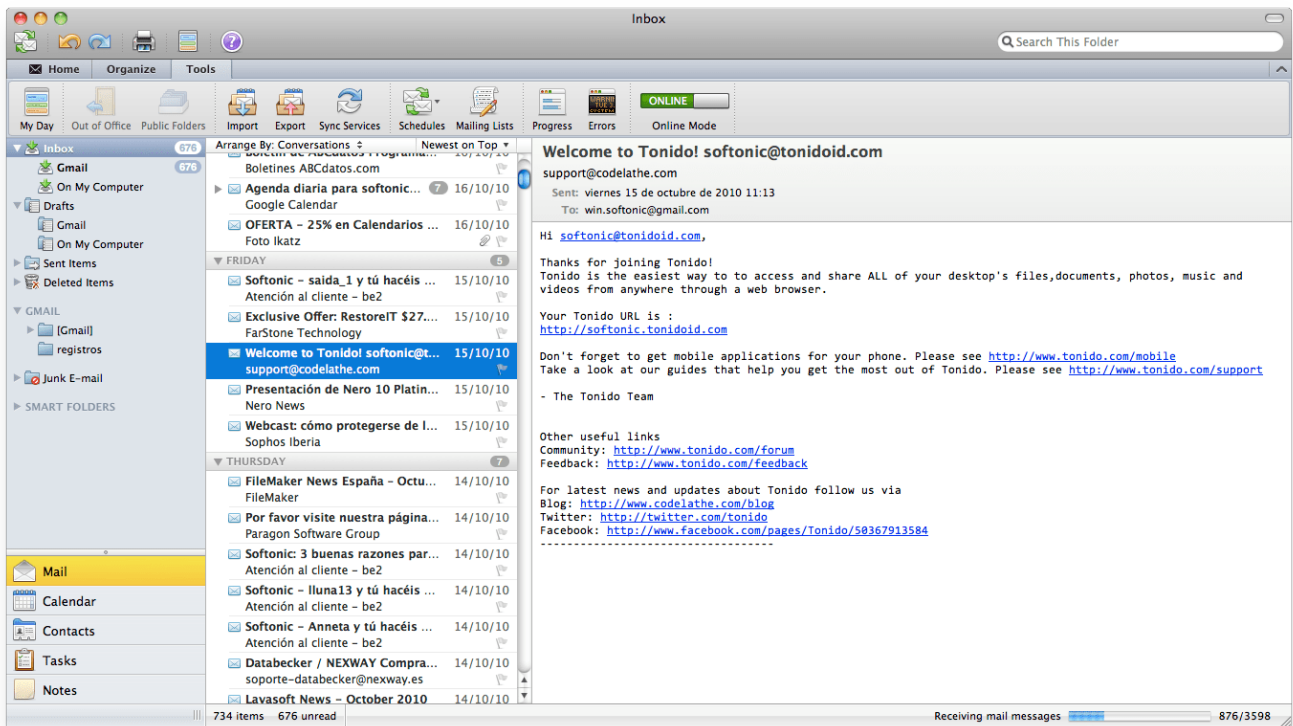 Inbox
Search This Folder
Home Organize Tools
My Day Out of Office Public Folders Import Export Sync Services Schedules Mailing Lists Progress Errors ONLINE Online Mode
Inbox 676
Gmail 676
On My Computer
Drafts
Gmail
On My Computer
Sent Items
Deleted Items
GMAIL
[Gmail]
registros
Junk E-mail
SMART FOLDERS
Mail
Calendar
Contacts
Tasks
Notes
Arrange By: Conversations Newest on Top
Boletines ABCdatos.com
Agenda diaria para softonic... 7 16/10/10
Google Calendar
OFERTA – 25% en Calendarios ... 16/10/10
Foto Ikatz
FRIDAY 5
Softonic – saida_1 y tú hacéis ... 15/10/10
Atención al cliente – be2
Exclusive Offer: RestoreIT $27.... 15/10/10
FarStone Technology
Welcome to Tonido! softonic@t... 15/10/10
support@codelathe.com
Presentación de Nero 10 Platin... 15/10/10
Nero News
Webcast: cómo protegerse de l... 15/10/10
Sophos Iberia
THURSDAY 7
FileMaker News España – Octu... 14/10/10
FileMaker
Por favor visite nuestra página... 14/10/10
Paragon Software Group
Softonic: 3 buenas razones par... 14/10/10
Atención al cliente – be2
Softonic – lluna13 y tú hacéis ... 14/10/10
Atención al cliente – be2
Softonic – Anneta y tú hacéis ... 14/10/10
Atención al cliente – be2
Databecker / NEXWAY Compra... 14/10/10
soporte-databecker@nexway.es
Lavasoft News – October 2010 14/10/10
Welcome to Tonido! softonic@tonidoid.com
support@codelathe.com
Sent: viernes 15 de octubre de 2010 11:13
To: win.softonic@gmail.com
Hi softonic@tonidoid.com,
Thanks for joining Tonido!
Tonido is the easiest way to to access and share ALL of your desktop's files,documents, photos, music and
videos from anywhere through a web browser.
Your Tonido URL is :
http://softonic.tonidoid.com
Don't forget to get mobile applications for your phone. Please see http://www.tonido.com/mobile
Take a look at our guides that help you get the most out of Tonido. Please see http://www.tonido.com/support
- The Tonido Team
Other useful links
Community: http://www.tonido.com/forum
Feedback: http://www.tonido.com/feedback
For latest news and updates about Tonido follow us via
Blog: http://www.codelathe.com/blog
Twitter: http://twitter.com/tonido
Facebook: http://www.facebook.com/pages/Tonido/50367913584
-----------------------------------
734 items 676 unread
Receiving mail messages 876/3598